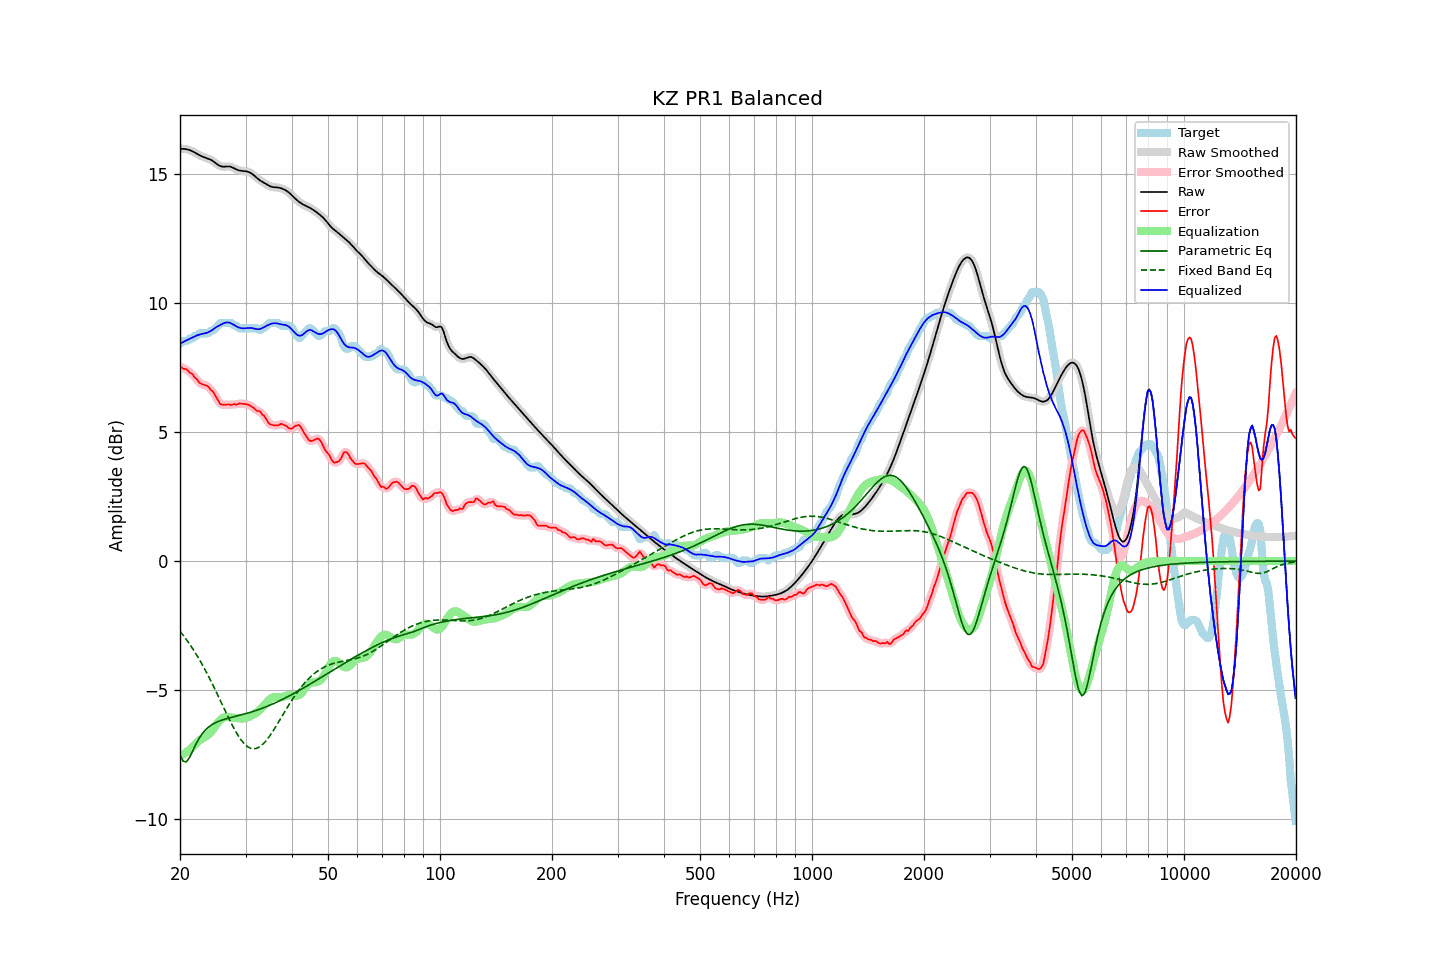 KZ PR1 Balanced
Amplitude (dBr)
15
10
5
0
−5
−10
Target
Raw Smoothed
Error Smoothed
Raw
Error
Equalization
Parametric Eq
Fixed Band Eq
Equalized
20 50 100 200 500 1000 2000 5000 10000 20000
Frequency (Hz)